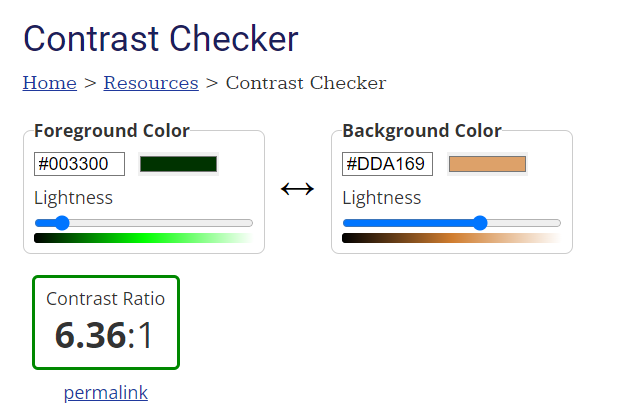 Contrast Checker
Home > Resources > Contrast Checker
Foreground Color
#003300
Lightness
↔
Background Color
#DDA169
Lightness
Contrast Ratio
6.36:1
permalink